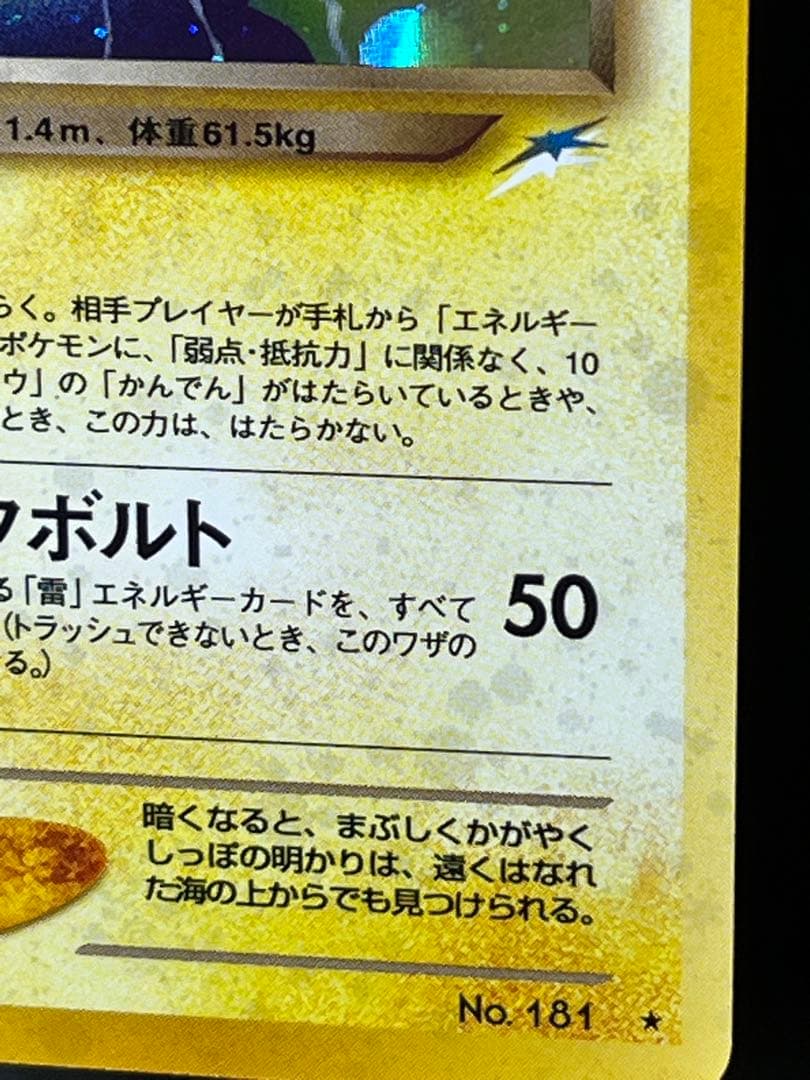 1.4m、体重61.5kg
らく。相手プレイヤーが手札から「エネルギー
ポケモンに、「弱点・抵抗力」に関係なく、10
ウ」の「かんでん」がはたらいているときや、
とき、この力は、はたらかない。
クボルト
る「雷」エネルギーカードを、すべて
50
（トラッシュできないとき、このワザの
る。）
暗くなると、まぶしくかがやく
しっぽの明かりは、遠くはなれ
た海の上からでも見つけられる。
No. 181 ★